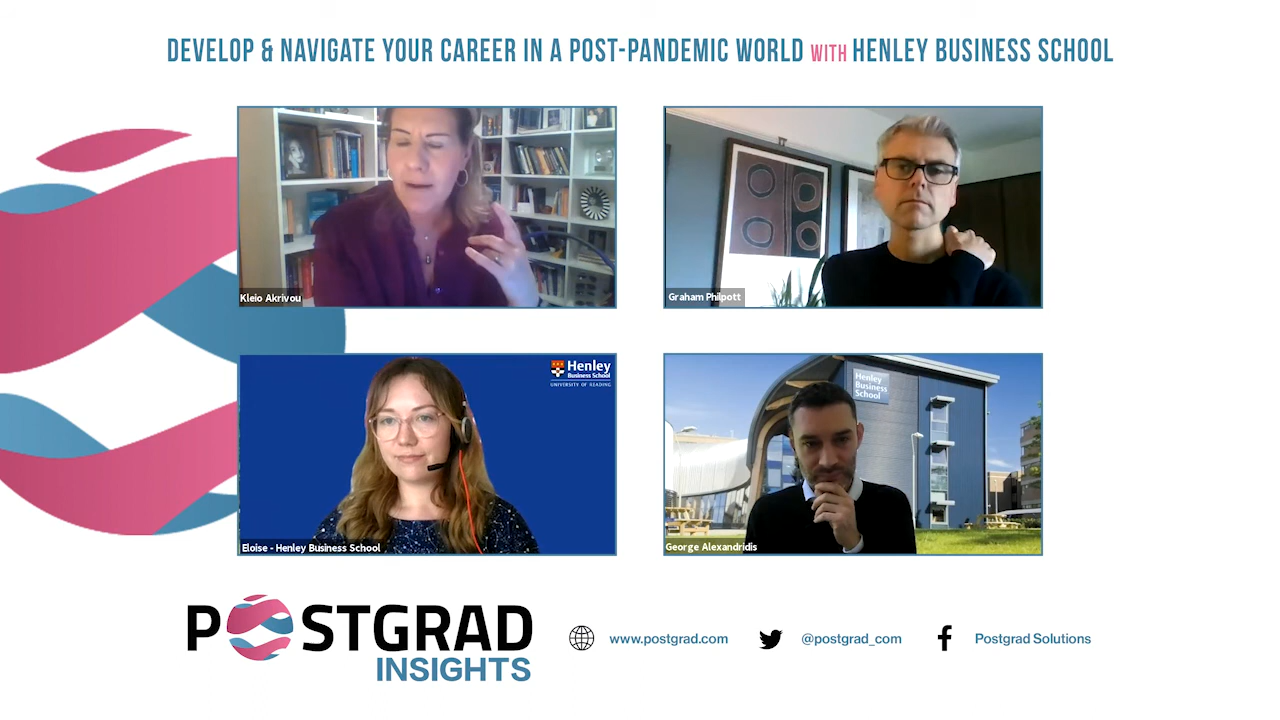 DEVELOP & NAVIGATE YOUR CAREER IN A POST-PANDEMIC WORLD WITH HENLEY BUSINESS SCHOOL
Kleio Akrivou
Graham Philpott
Henley
Business School
UNIVERSITY OF READING
Eloise - Henley Business School
Henley
Business
School
George Alexandridis
POSTGRAD
INSIGHTS
www.postgrad.com
@postgrad_com
Postgrad Solutions